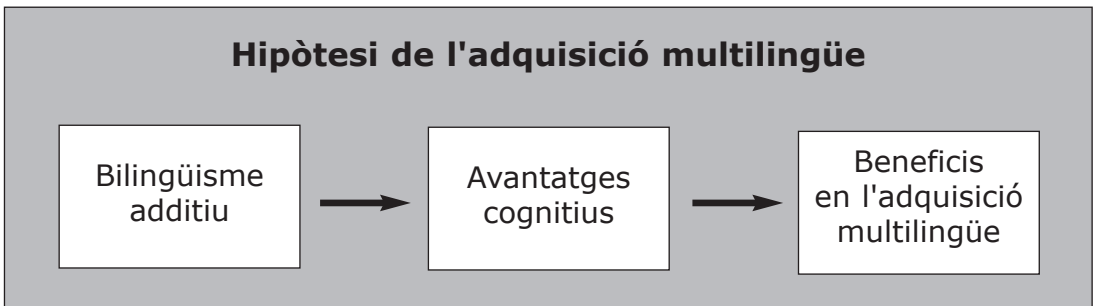 Hipòtesi de l'adquisició multilingüe
Bilingüisme
additiu
Avantatges
cognitius
Beneficis
en l'adquisició
multilingüe